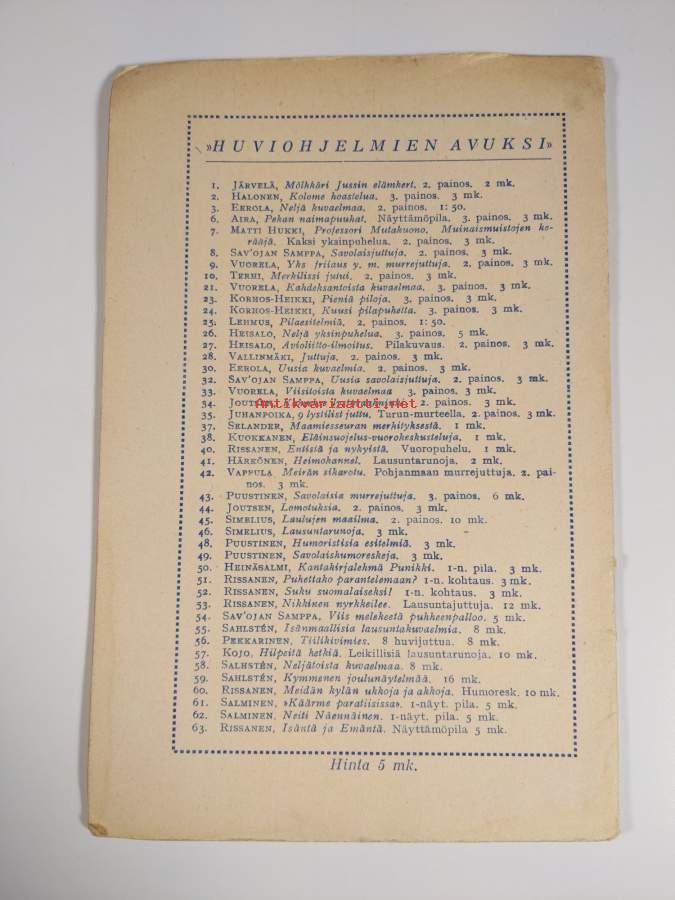 »HUVIOHJELMIEN AVUKSI»
1. JÄRVELÄ, Mölkhöri Jussin elämkert. 2. painos. 2 mk.
2. HALONEN, Kolome hoastelua. 3. painos. 3 mk.
3. EEROLA, Neljä kuvaelmaa. 2. painos. 1: 50.
6. AIRA, Pekan naimapuuhat. Näyttämöpila. 3. painos. 3 mk.
7. MATTI HUKKI, Professori Mutakuono. Muinaismuistojen ke-
rääjä. Kaksi yksinpuhelua. 2. painos. 3 mk.
8. SAV'OJAN SAMPPA, Savolaisjuttuja. 2. painos. 3 mk.
9. VUORELA, Yks friiaus y. m. murrejuttuja. 2. painos. 3 mk.
10. TERHI, Merkilissi jutui. 2. painos. 3 mk.
21. VUORELA, Kahdeksantoista kuvaelmaa. 3. painos. 3 mk.
23. KORHOS-HEIKKI, Pieniä piloja. 3. painos. 3 mk.
24. KORHOS-HEIKKI, Kuusi pilapuhetta. 3. painos. 3 mk.
25. LEHMUS, Pilaesitelmiä. 2. painos. 1: 50.
26. HEISALO, Neljä yksinpuhelua. 3. painos. 5 mk.
27. HEISALO, Avioliitto-ilmoitus. Pilakuvaus. 2. painos. 3 mk.
28. VALLINMÄKI, Juttuja. 2. painos. 3 mk.
30. EEROLA, Uusia kuvaelmia. 2. painos. 3 mk.
32. SAV'OJAN SAMPPA, Uusia savolaisjuttuja. 2. painos. 3 mk.
33. VUORELA, Viisitoista kuvaelmaa. 3. painos. 3 mk.
34. JOUTSEN, 2. painos. 3 mk.
Antikvariaatti.net
35. JUHANPOIKA, 9 lystilist juttu. Turun-murteella. 2. painos. 3 mk.
37. SELANDER, Maamiesseuran merkityksestä. 1 mk.
38. KUOKKANEN, Eläinsuojelus-vuorokeskusteluja. 1 mk.
40. RISSANEN, Entisiä ja nykyistä. Vuoropuhelu. 1 mk.
41. HÄRKÖNEN, Heimohannel. Lausuntarunoja. 2 mk.
42. VAPPULA Meirän sikarotu. Pohjanmaan murrejuttuja. 2. pai-
nos. 3 mk.
43. PUUSTINEN, Savolaisia murrejuttuja. 3. painos. 6 mk.
44. JOUTSEN, Lomotuksia. 2. painos. 3 mk.
45. SIMELIUS, Laulujen maailma. 2. painos. 10 mk.
46. SIMELIUS, Lausuntarunoja. 3 mk.
48. PUUSTINEN, Humoristisia esitelmiä. 3 mk.
49. PUUSTINEN, Savolaishumoreskeja. 3 mk.
50. HEINÄSALMI, Kantakirjalehmä Punikki. 1-n. pila. 3 mk.
51. RISSANEN, Puhettako parantelemaan? 1-n. kohtaus. 3 mk.
52. RISSANEN, Suku suomalaiseksi! 1-n. kohtaus. 3 mk.
53. RISSANEN, Nikkinen nyrkkeilee. Lausuntajuttuja. 12 mk.
54. SAV'OJAN SAMPPA, Viis melekeetä pukheenpalloo. 5 mk.
55. SAHLSTÉN, Isänmaallisia lausuntakuvaelmia. 8 mk.
56. PEKKARINEN, Tiilikivimies. 8 huvijuttua. 8 mk.
57. KOJO, Hilpeitä hetkiä. Leikillisiä lausuntarunoja. 10 mk.
58. SALHSTÉN, Neljätoista kuvaelmaa. 8 mk.
59. SAHLSTÉN, Kymmenen joulunäytelmää. 16 mk.
60. RISSANEN, Meidän kylän ukkoja ja akkoja. Humoresk. 10 mk.
61. SALMINEN, »Käärme paratiisissa». 1-näyt. pila. 5 mk.
62. SALMINEN, Neiti Näennäinen. 1-näyt. pila. 5 mk.
63. RISSANEN, Isäntä ja Emäntä. Näyttämöpila 5 mk.
Hinta 5 mk.